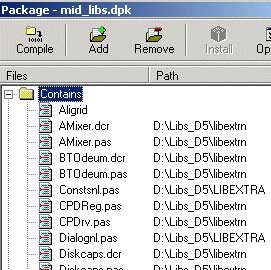 Package - mid_libs.dpk
Compile Add Remove Install Op
Files Path
Contains
Aligrid
AMixer.dcr D:\Libs_D5\libextrn
AMixer.pas D:\Libs_D5\libextrn
BTOdeum.dcr D:\Libs_D5\libextrn
BTOdeum.pas D:\Libs_D5\libextrn
Constsnl.pas D:\Libs_D5\LIBEXTRA
CPDReg.pas D:\Libs_D5\libextrn
CPDrv.pas D:\Libs_D5\libextrn
Dialognl.pas D:\Libs_D5\LIBEXTRA
Diskcaps.dcr D:\Libs_D5\libextrn
Diskcaps.pas D:\Libs_D5\libextrn